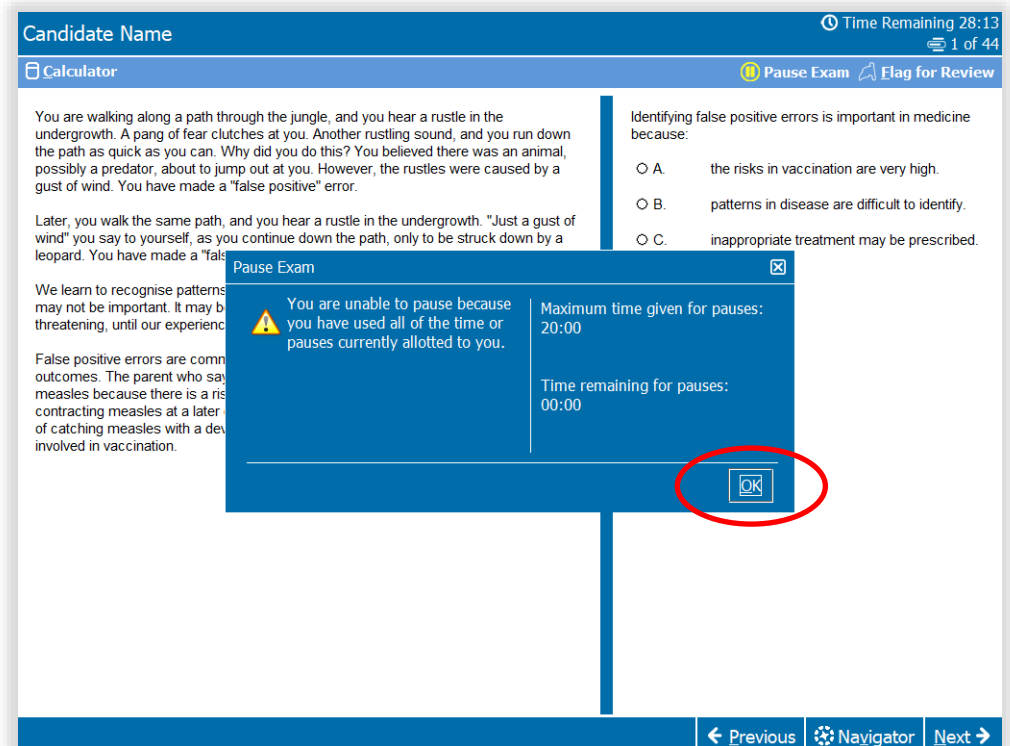 Candidate Name
Time Remaining 28:13
1 of 44
Calculator
Pause Exam
Flag for Review
You are walking along a path through the jungle, and you hear a rustle in the
undergrowth. A pang of fear clutches at you. Another rustling sound, and you run down
the path as quick as you can. Why did you do this? You believed there was an animal,
possibly a predator, about to jump out at you. However, the rustles were caused by a
gust of wind. You have made a "false positive" error.
Later, you walk the same path, and you hear a rustle in the undergrowth. "Just a gust of
wind" you say to yourself, as you continue down the path, only to be struck down by a
leopard. You have made a "fals
We learn to recognise patterns
may not be important. It may b
threatening, until our experienc
False positive errors are comm
outcomes. The parent who say
measles because there is a ris
contracting measles at a later
of catching measles with a dev
involved in vaccination.
Identifying false positive errors is important in medicine
because:
A. the risks in vaccination are very high.
B. patterns in disease are difficult to identify.
C. inappropriate treatment may be prescribed.
Pause Exam
You are unable to pause because
you have used all of the time or
pauses currently allotted to you.
Maximum time given for pauses:
20:00
Time remaining for pauses:
00:00
OK
Previous
Navigator
Next